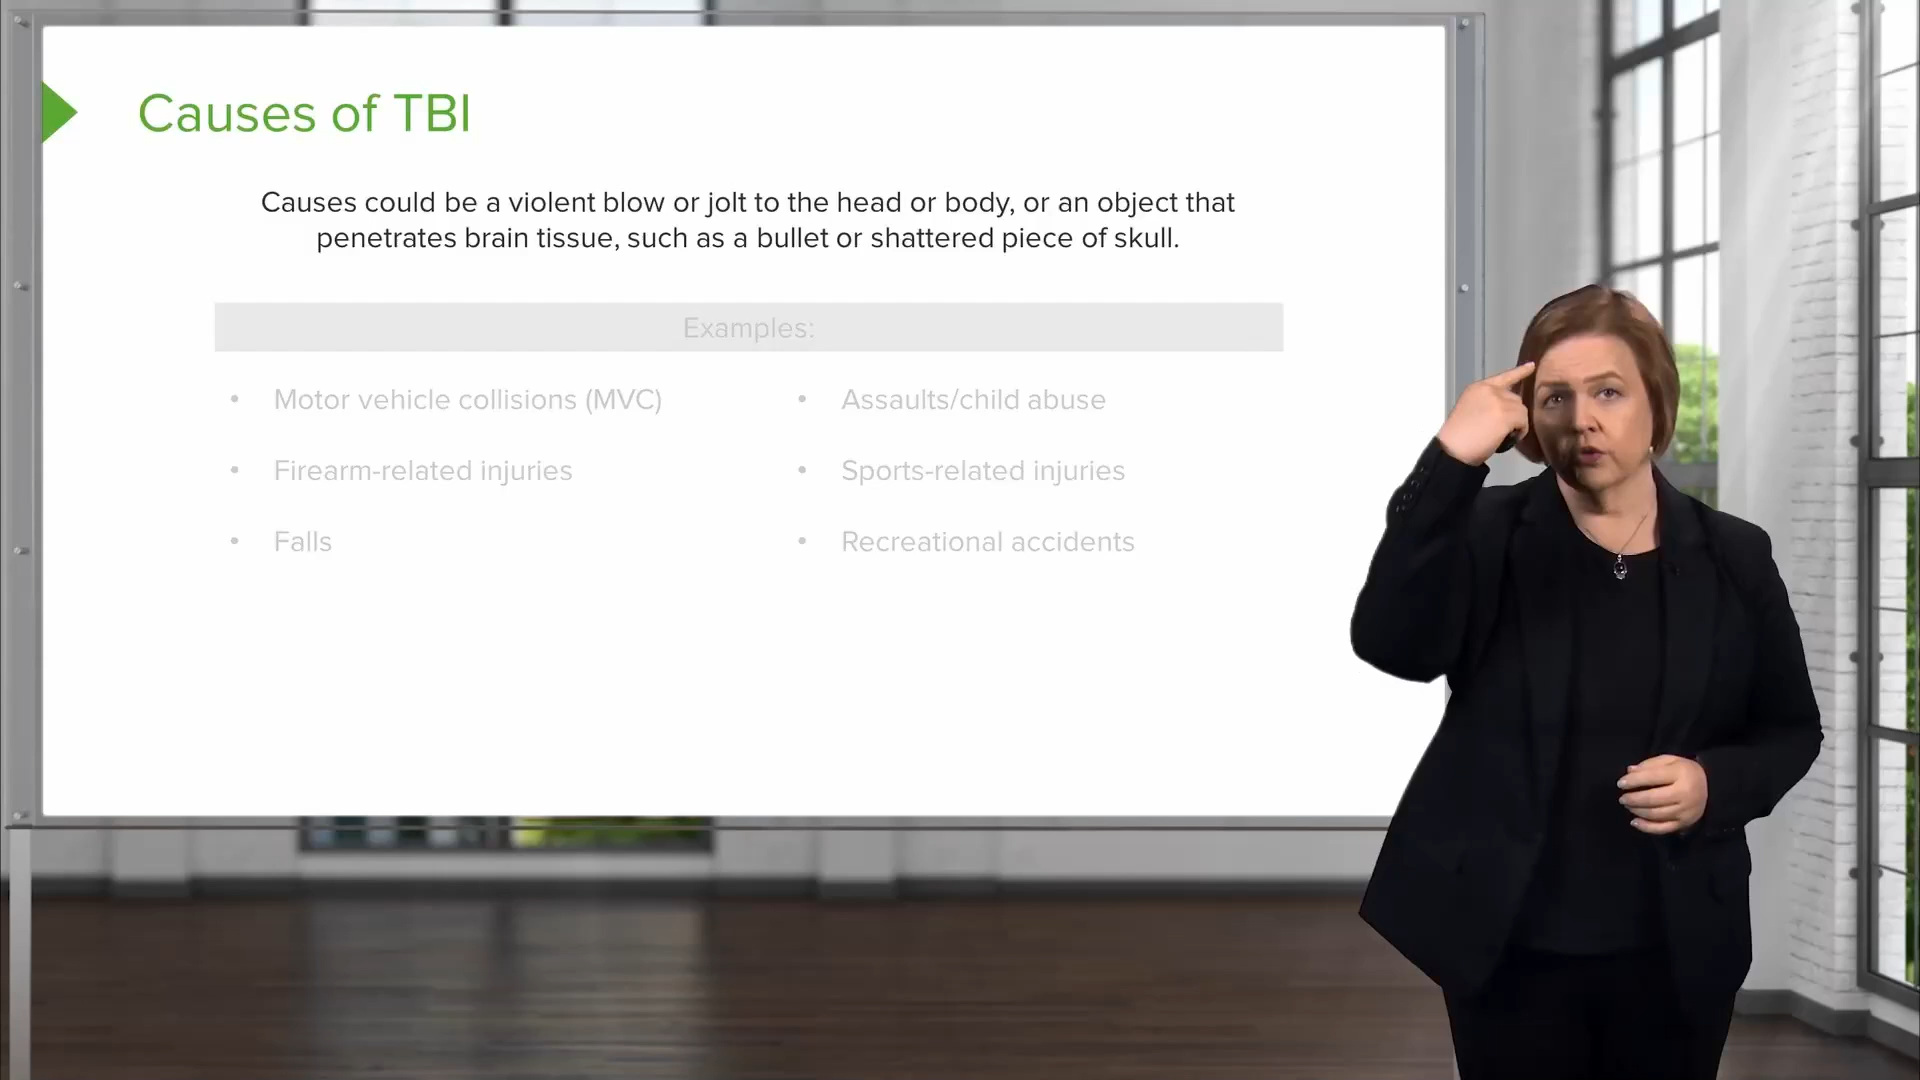 Causes of TBI
Causes could be a violent blow or jolt to the head or body, or an object that
penetrates brain tissue, such as a bullet or shattered piece of skull.
Examples:
• Motor vehicle collisions (MVC)
• Firearm-related injuries
• Falls
• Assaults/child abuse
• Sports-related injuries
• Recreational accidents